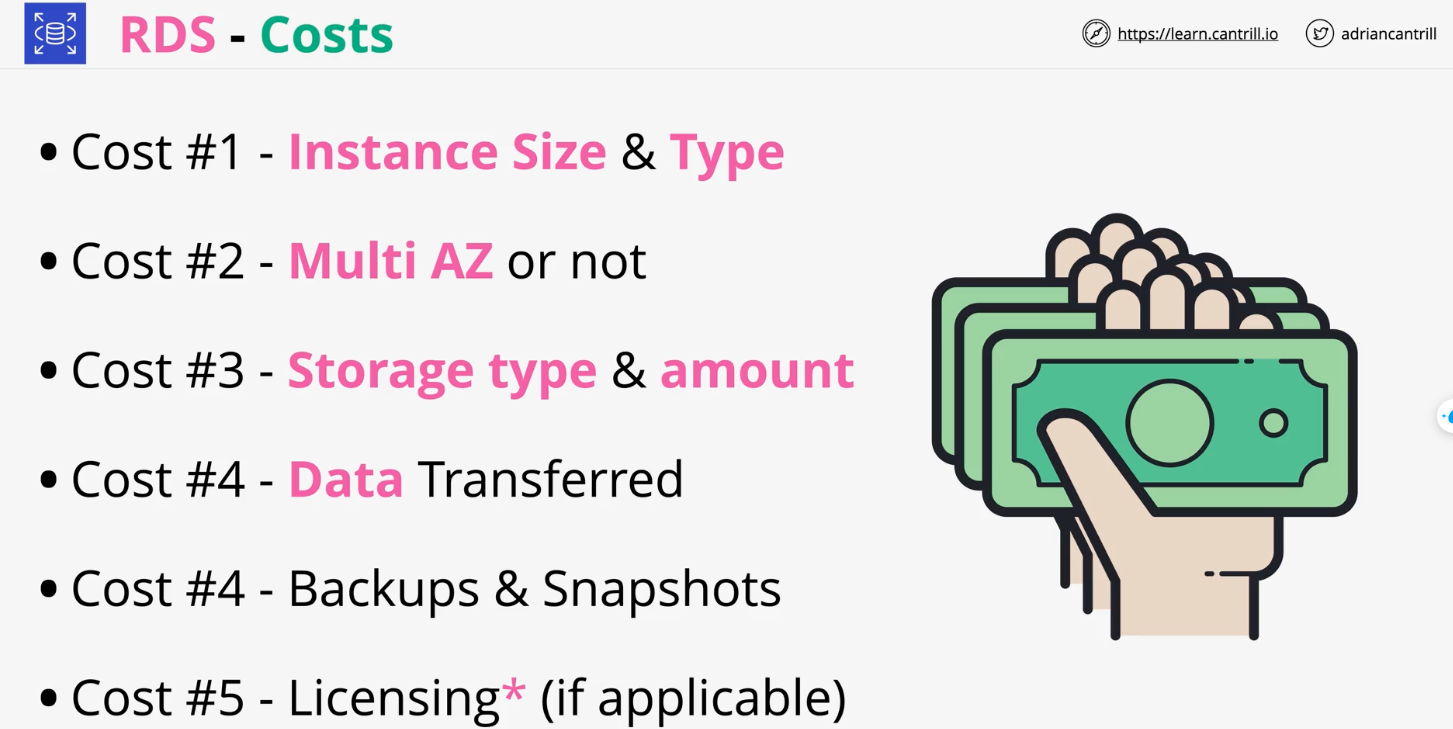 RDS - Costs
https://learn.cantrill.io
adriancantrill
• Cost #1 - Instance Size & Type
• Cost #2 - Multi AZ or not
• Cost #3 - Storage type & amount
• Cost #4 - Data Transferred
• Cost #4 - Backups & Snapshots
• Cost #5 - Licensing* (if applicable)